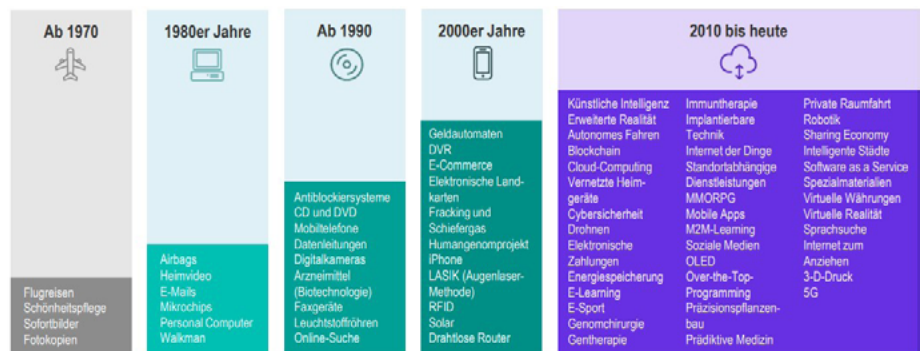 Ab 1970
Flugreisen
Schönheitspflege
Sofortbilder
Fotokopien
1980er Jahre
Airbags
Heimvideo
E-Mails
Mikrochips
Personal Computer
Walkman
Ab 1990
Antiblockiersysteme
CD und DVD
Mobiltelefone
Datenleitungen
Digitalkameras
Arzneimittel
(Biotechnologie)
Faxgeräte
Leuchtstoffröhren
Online-Suche
2000er Jahre
Geldautomaten
DVR
E-Commerce
Elektronische Land-
karten
Fracking und
Schiefergas
Humangenomprojekt
iPhone
LASIK (Augenlaser-
Methode)
RFID
Solar
Drahtlose Router
2010 bis heute
Künstliche Intelligenz
Erweiterte Realität
Autonomes Fahren
Blockchain
Cloud-Computing
Vernetzte Heim-
geräte
Cybersicherheit
Drohnen
Elektronische
Zahlungen
Energiespeicherung
E-Learning
E-Sport
Genomchirurgie
Gentherapie
Immuntherapie
Implantierbare
Technik
Internet der Dinge
Standortabhängige
Dienstleistungen
MMORPG
Mobile Apps
M2M-Learning
Soziale Medien
OLED
Over-the-Top-
Programming
Präzisionspflanzen-
bau
Prädiktive Medizin
Private Raumfahrt
Robotik
Sharing Economy
Intelligente Städte
Software as a Service
Spezialmaterialien
Virtuelle Währungen
Virtuelle Realität
Sprachsuche
Internet zum
Anziehen
3-D-Druck
5G